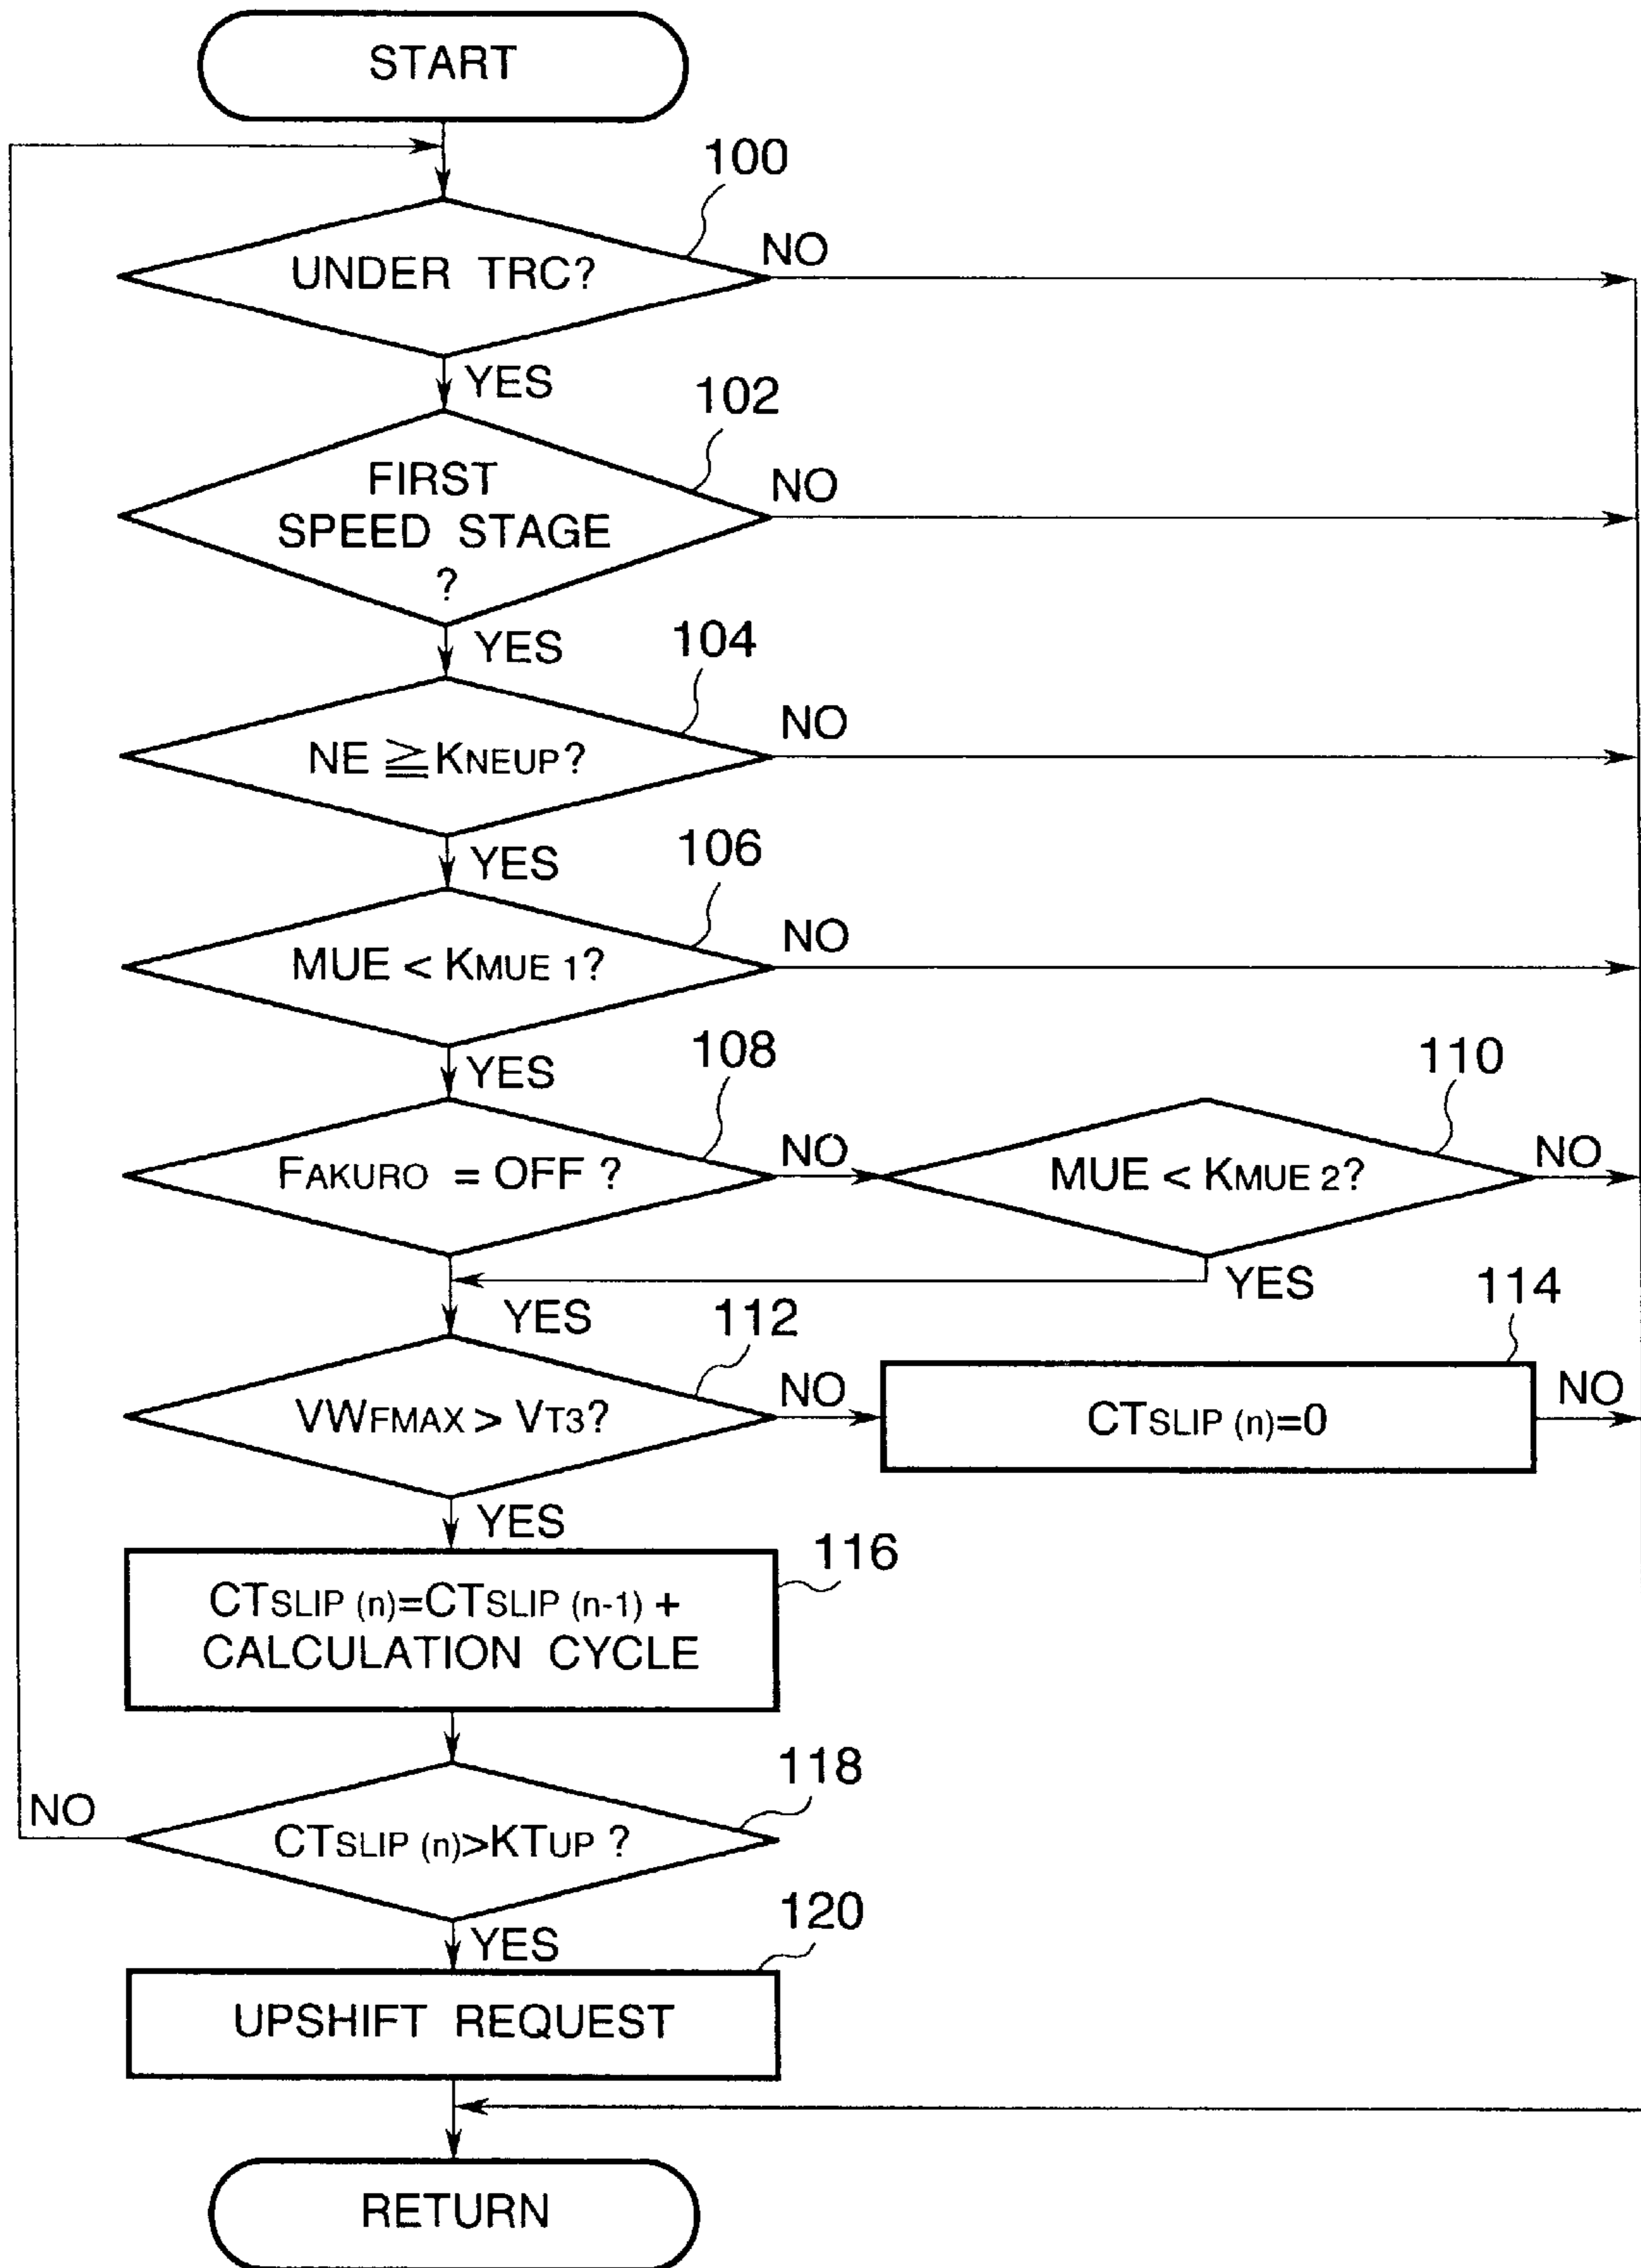 START
100
UNDER TRC?
NO
YES
102
FIRST
SPEED STAGE
?
NO
YES
104
NE ≧ KNEUP?
NO
YES
106
MUE < KMUE 1?
NO
YES
108
FAKURO = OFF ?
NO
110
MUE < KMUE 2?
NO
YES
YES
112
VWFMAX > VT3?
NO
114
CTSLIP (n)=0
NO
YES
116
CTSLIP (n)=CTSLIP (n-1) +
CALCULATION CYCLE
118
CTSLIP (n)>KTUP ?
NO
YES
120
UPSHIFT REQUEST
RETURN